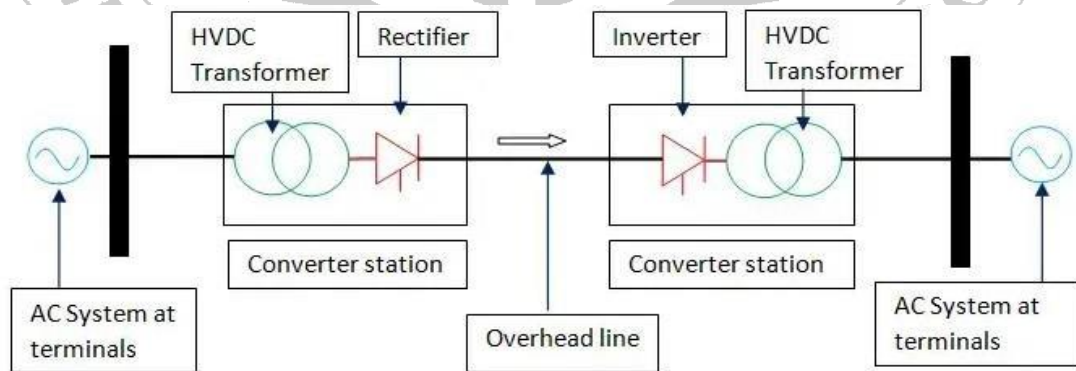 HVDC
Transformer
Rectifier
Inverter
HVDC
Transformer
Converter station
Converter station
AC System at
terminals
Overhead line
AC System at
terminals